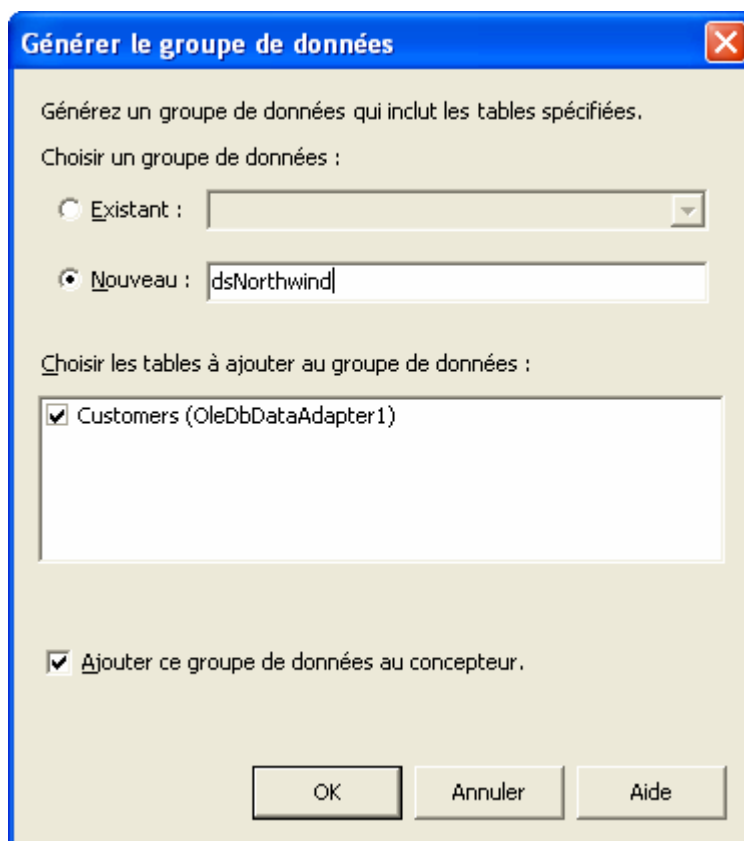 Générer le groupe de données
Générez un groupe de données qui inclut les tables spécifiées.
Choisir un groupe de données :
Existant :
Nouveau : dsNorthwind
Choisir les tables à ajouter au groupe de données :
Customers (OleDbDataAdapter1)
Ajouter ce groupe de données au concepteur.
OK Annuler Aide